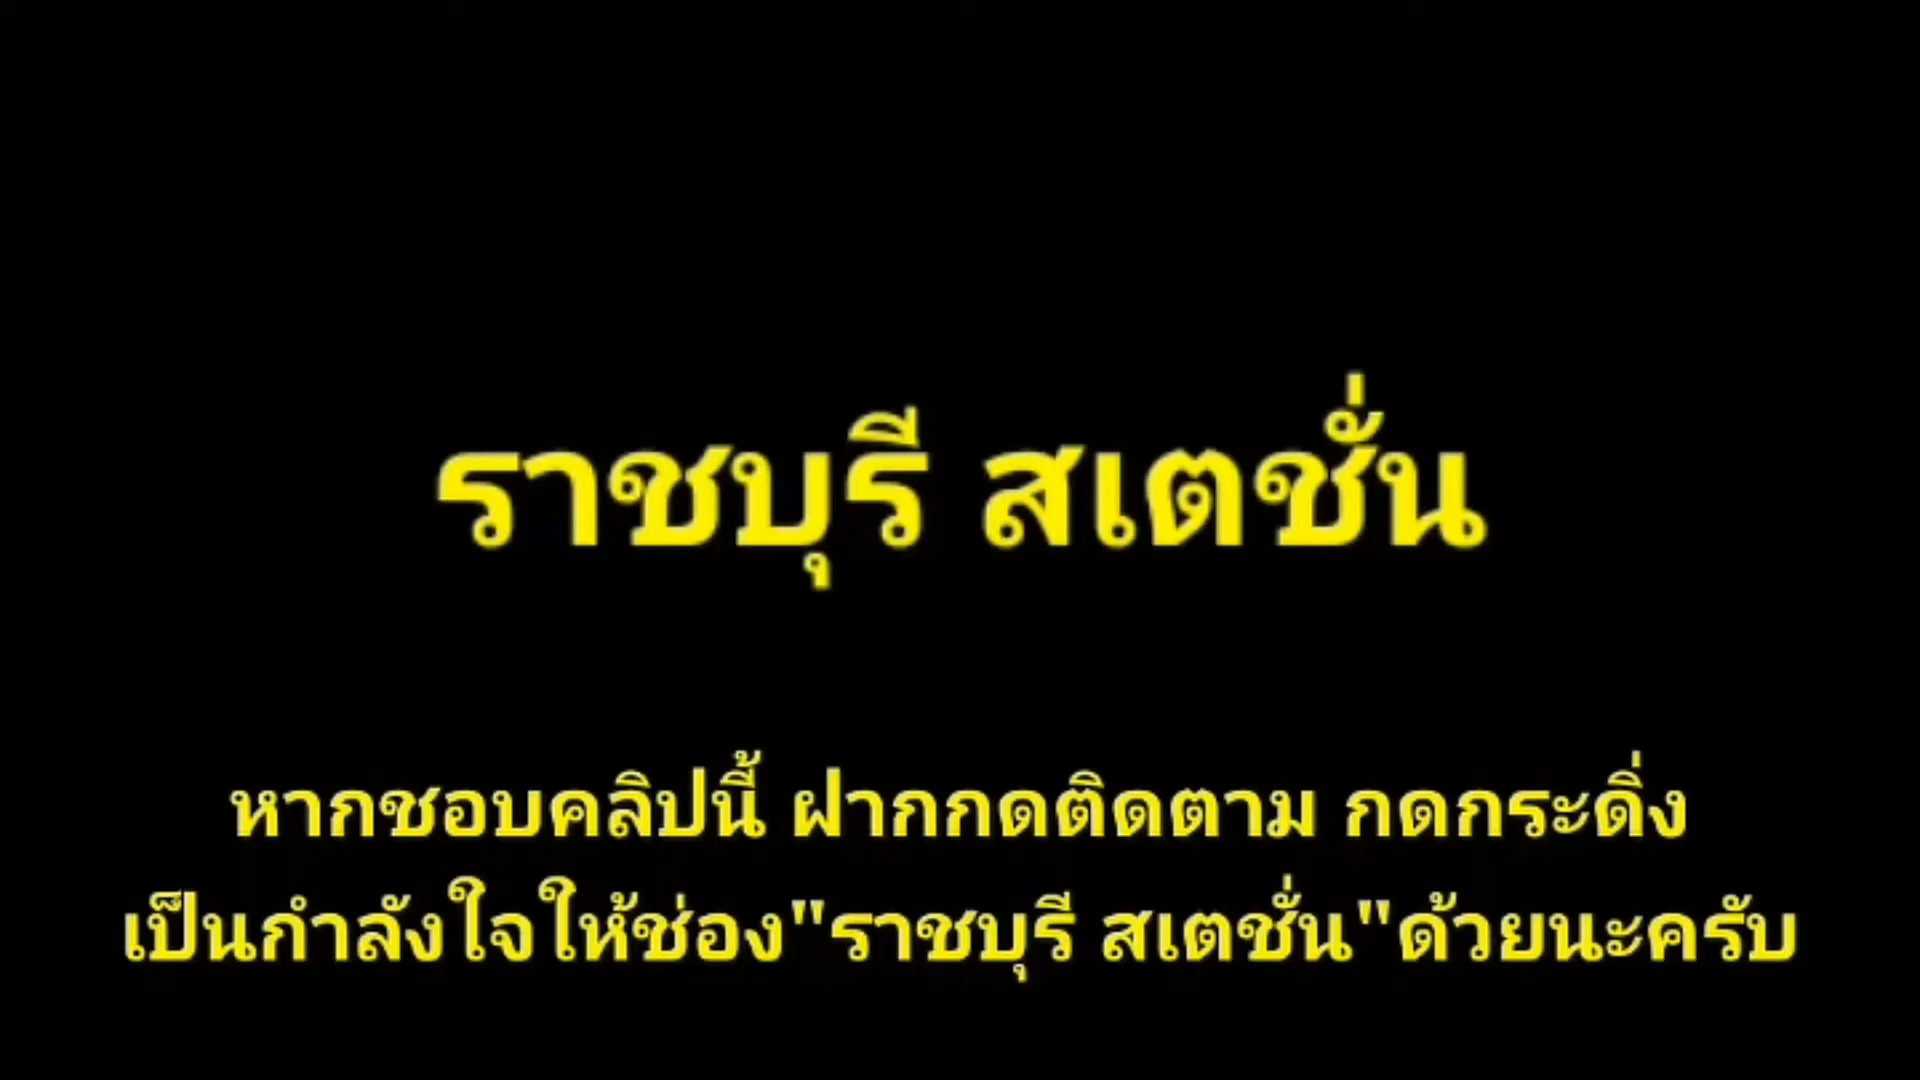 ราชบุรี สเตชั่น
หากชอบคลิปนี้ ฝากกดติดตาม กดกระดิ่ง
เป็นกำลังใจให้ช่อง"ราชบุรี สเตชั่น"ด้วยนะครับ